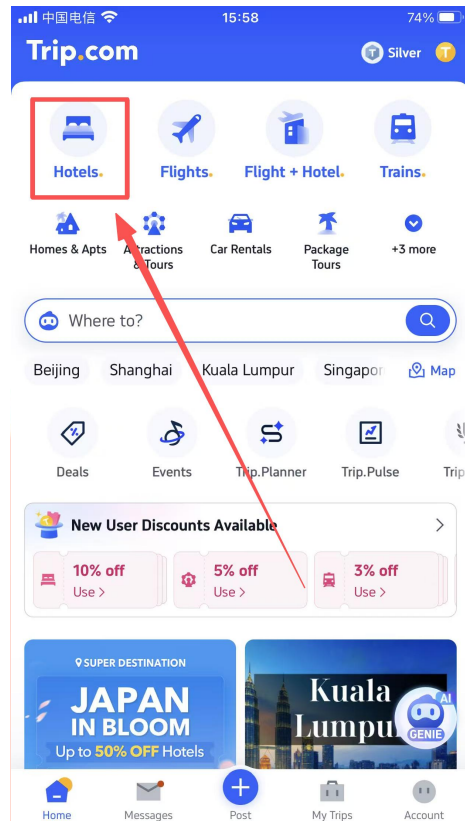 中国电信 15:58 74%
Trip.com Silver
Hotels. Flights. Flight + Hotel. Trains.
Homes & Apts Attractions Car Rentals Package +3 more
& Tours Tours
Where to?
Beijing Shanghai Kuala Lumpur Singapor Map
Deals Events Trip.Planner Trip.Pulse Trip
New User Discounts Available
10% off 5% off 3% off
Use > Use > Use >
SUPER DESTINATION
JAPAN
IN BLOOM
Up to 50% OFF Hotels
Kuala
Lumpu
AI
GENIE
Home Messages Post My Trips Account